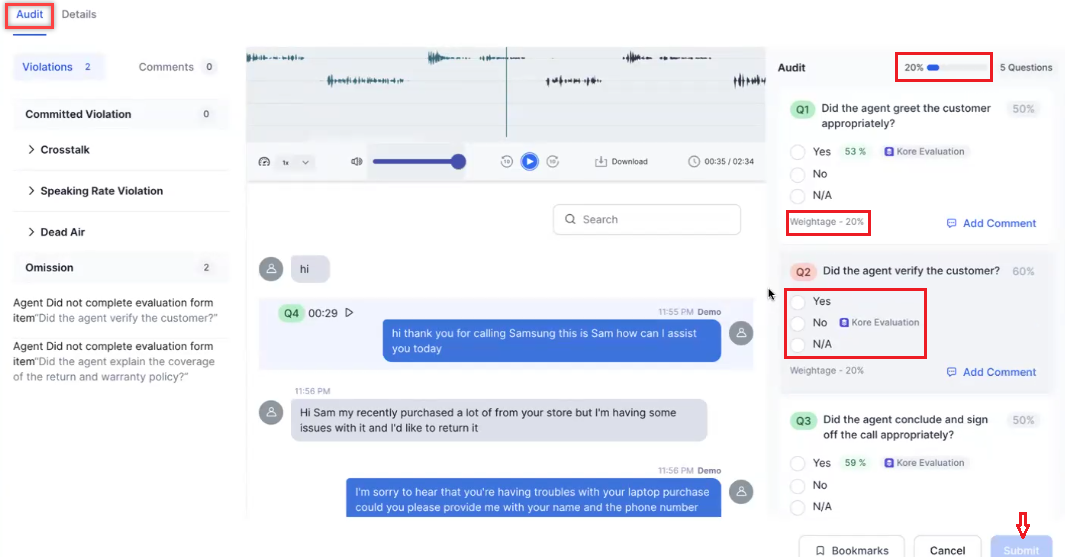 Audit
Details
Violations 2
Comments 0
Committed Violation 0
Crosstalk
Speaking Rate Violation
Dead Air
Omission 2
Agent Did not complete evaluation form
item"Did the agent verify the customer?"
Agent Did not complete evaluation form
item"Did the agent explain the coverage
of the return and warranty policy?"
1x
10
10
Download
00:35 / 02:34
Search
hi
Q4 00:29
11:55 PM Demo
hi thank you for calling Samsung this is Sam how can I assist
you today
11:56 PM
Hi Sam my recently purchased a lot of from your store but I'm having some
issues with it and I'd like to return it
11:56 PM Demo
I'm sorry to hear that you're having troubles with your laptop purchase
could you please provide me with your name and the phone number
Audit
20%
5 Questions
Q1 Did the agent greet the customer 50%
appropriately?
Yes 53 % Kore Evaluation
No
N/A
Weightage - 20%
Add Comment
Q2 Did the agent verify the customer? 60%
Yes
No Kore Evaluation
N/A
Weightage - 20%
Add Comment
Q3 Did the agent conclude and sign 50%
off the call appropriately?
Yes 59 % Kore Evaluation
No
N/A
Bookmarks
Cancel
Submit